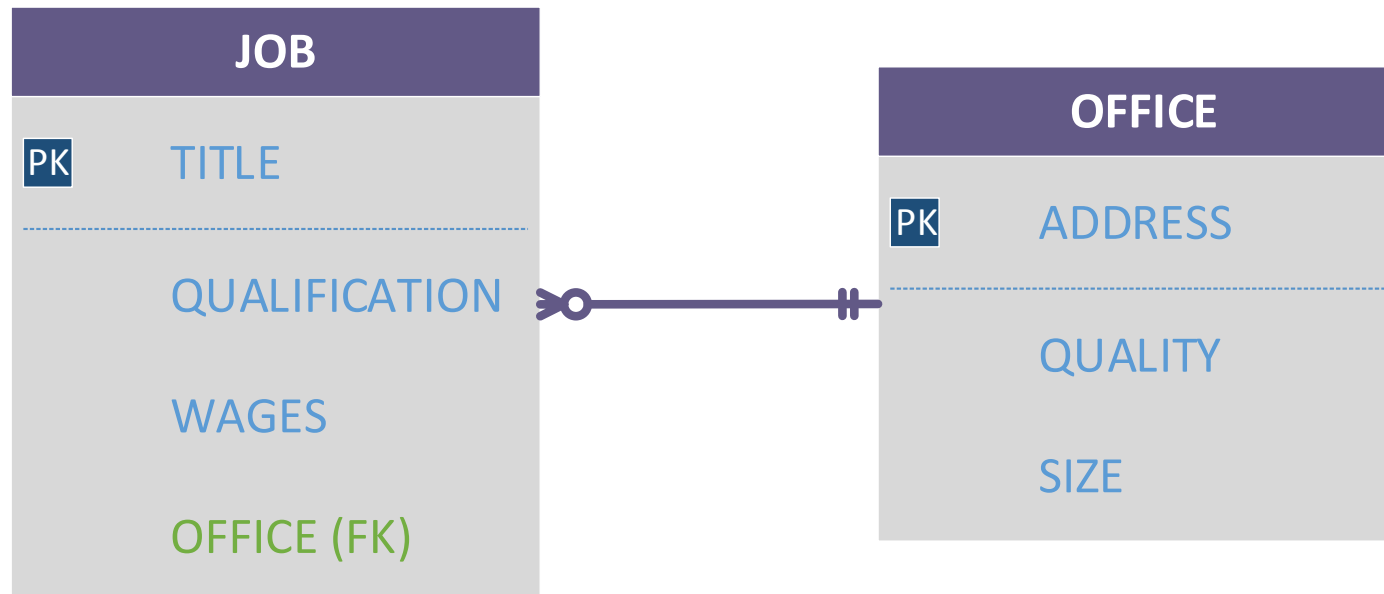 JOB
PK TITLE
QUALIFICATION
WAGES
OFFICE (FK)
OFFICE
PK ADDRESS
QUALITY
SIZE